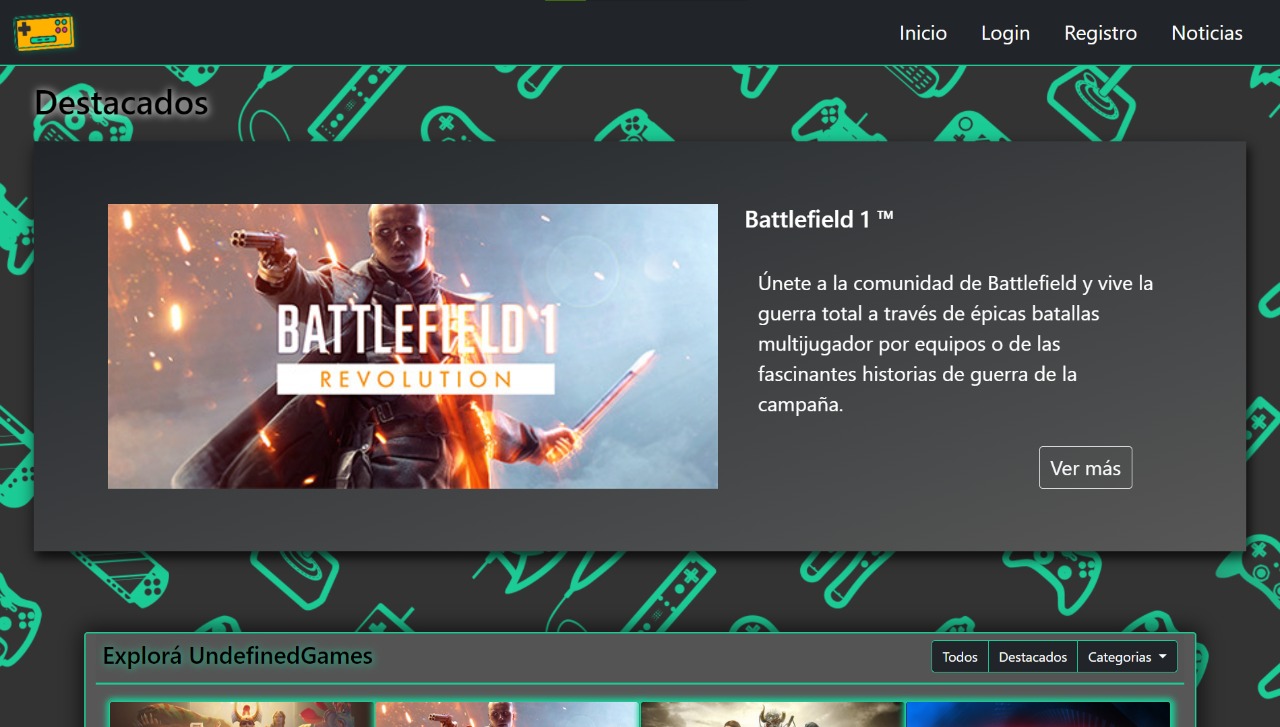 Inicio Login Registro Noticias
Destacados
BATTLEFIELD 1
REVOLUTION
Battlefield 1 ™
Únete a la comunidad de Battlefield y vive la
guerra total a través de épicas batallas
multijugador por equipos o de las
fascinantes historias de guerra de la
campaña.
Ver más
Explorá UndefinedGames
Todos Destacados Categorias